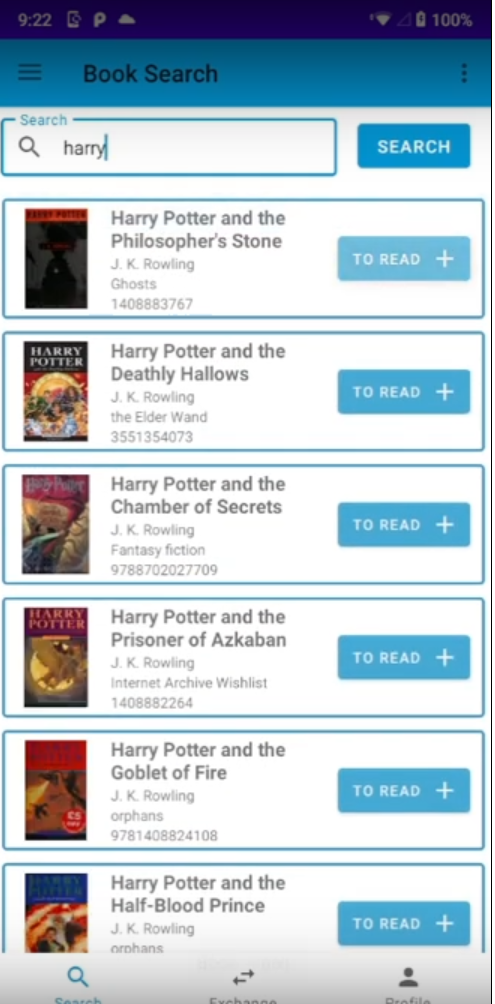 9:22
100%
Book Search
Search
harry
SEARCH
HARRY POTTER
Harry Potter and the
Philosopher's Stone
J. K. Rowling
Ghosts
1408883767
TO READ +
HARRY
POTTER
Harry Potter and the
Deathly Hallows
J. K. Rowling
the Elder Wand
3551354073
TO READ +
Harry Potter
Harry Potter and the
Chamber of Secrets
J. K. Rowling
Fantasy fiction
9788702027709
TO READ +
HARRY
POTTER
Harry Potter and the
Prisoner of Azkaban
J. K. Rowling
Internet Archive Wishlist
1408882264
TO READ +
Harry Potter and the
Goblet of Fire
J. K. Rowling
orphans
9781408824108
TO READ +
HARRY
POTTER
Harry Potter and the
Half-Blood Prince
J. K. Rowling
orphans
TO READ +
Search
Exchange
Profile